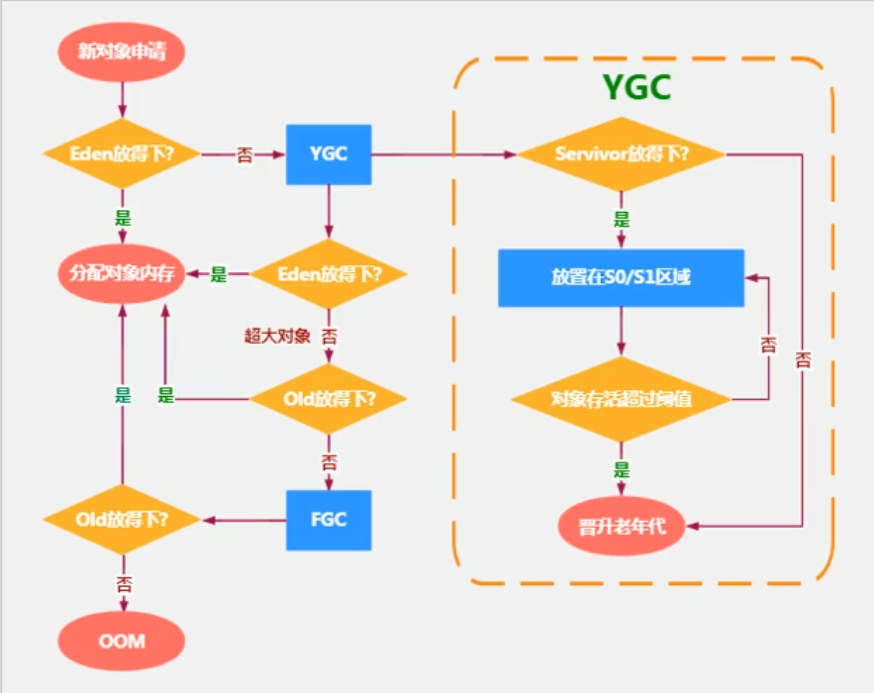 新对象申请
Eden放得下?
否
YGC
是
分配对象内存
是
Eden放得下?
超大对象
否
是
是
Old放得下?
否
Old放得下?
FGC
否
OOM
YGC
Servivor放得下?
是
放置在S0/S1区域
否
否
对象存活超过阈值
是
晋升老年代